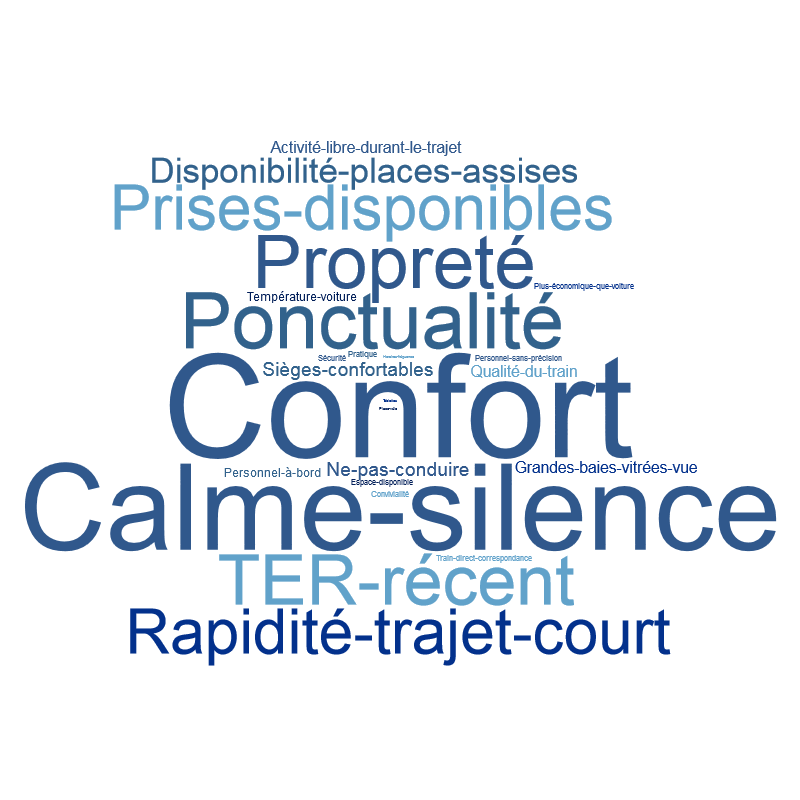 Activité-libre-durant-le-trajet
Disponibilité-places-assises
Prises-disponibles
Propreté
Plus-économique-que-voiture
Température-voiture
Ponctualité
Sécurité
Pratique
Personnel-sans-précision
Sièges-confortables
Qualité-du-train
Confort
Personnel-à-bord
Ne-pas-conduire
Grandes-baies-vitrées-vue
Espace-disponible
Convivialité
Calme-silence
Train-direct-correspondance
TER-récent
Rapidité-trajet-court